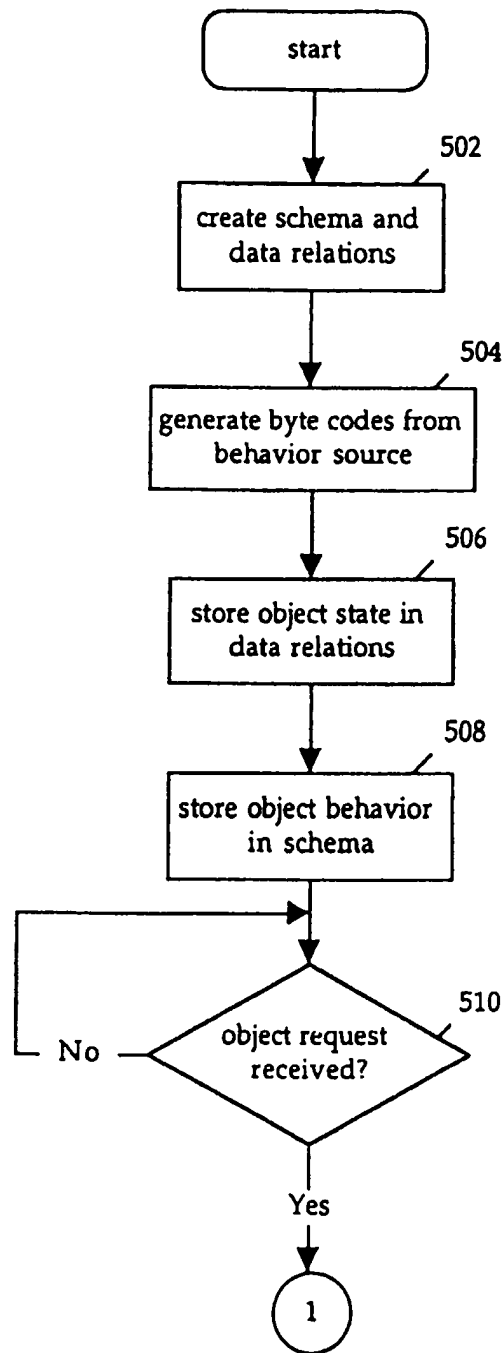 start
502
create schema and
data relations
504
generate byte codes from
behavior source
506
store object state in
data relations
508
store object behavior
in schema
510
object request
received?
No
Yes
1